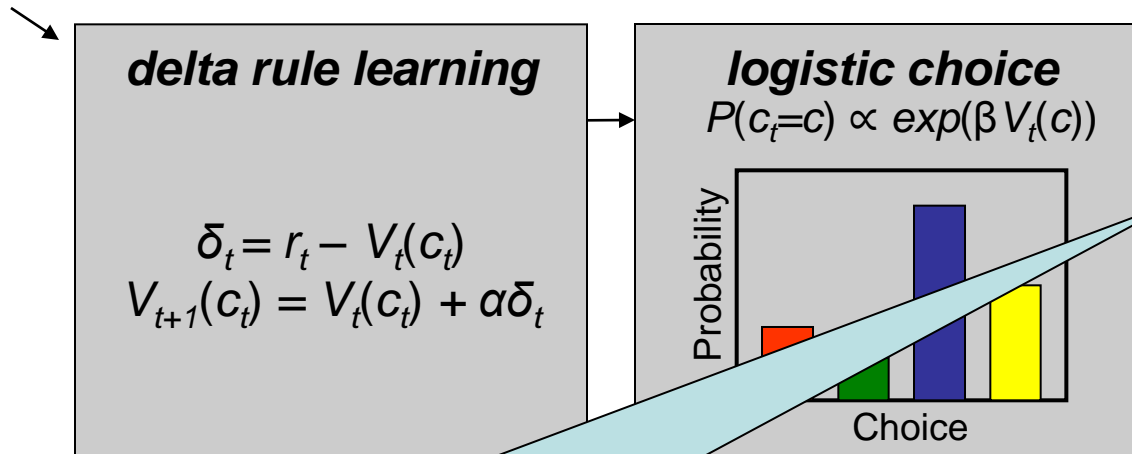 delta rule learning
δt = rt – Vt(ct)
Vt+1(ct) = Vt(ct) + αδt
logistic choice
P(ct=c) ∝ exp(β Vt(c))
Probability
Choice